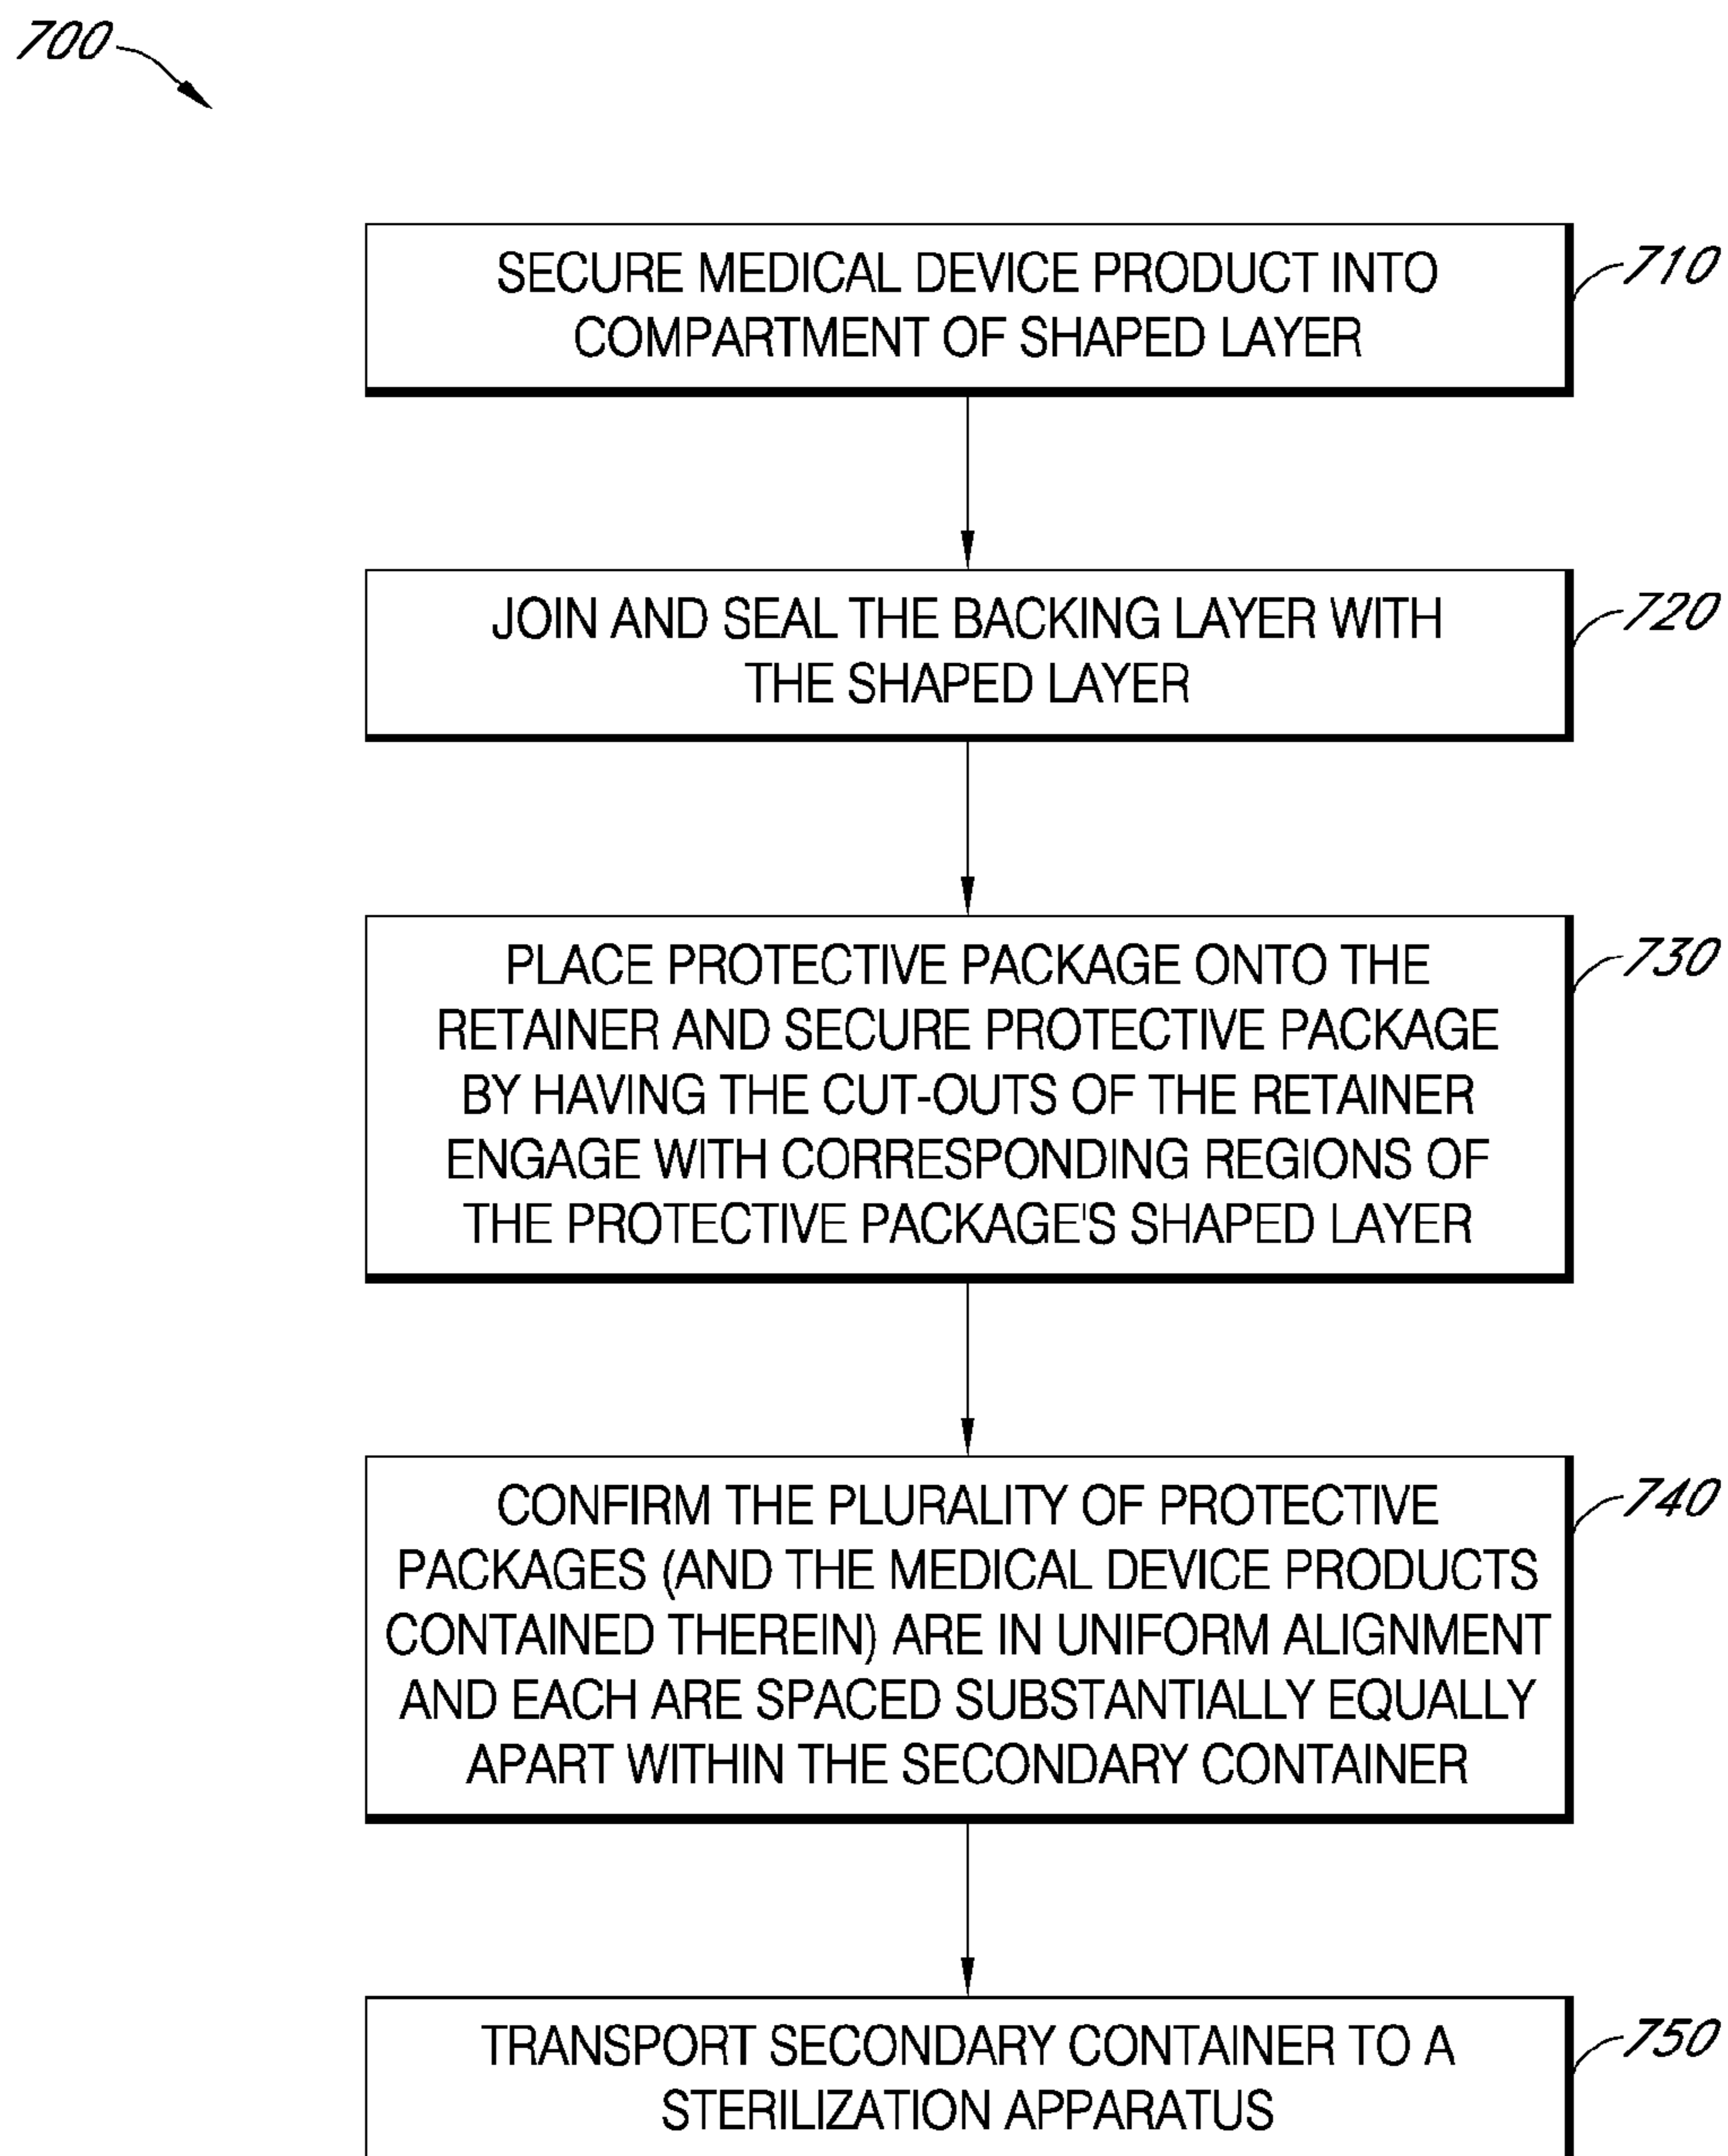 700
SECURE MEDICAL DEVICE PRODUCT INTO
COMPARTMENT OF SHAPED LAYER
710
JOIN AND SEAL THE BACKING LAYER WITH
THE SHAPED LAYER
720
PLACE PROTECTIVE PACKAGE ONTO THE
RETAINER AND SECURE PROTECTIVE PACKAGE
BY HAVING THE CUT-OUTS OF THE RETAINER
ENGAGE WITH CORRESPONDING REGIONS OF
THE PROTECTIVE PACKAGE'S SHAPED LAYER
730
CONFIRM THE PLURALITY OF PROTECTIVE
PACKAGES (AND THE MEDICAL DEVICE PRODUCTS
CONTAINED THEREIN) ARE IN UNIFORM ALIGNMENT
AND EACH ARE SPACED SUBSTANTIALLY EQUALLY
APART WITHIN THE SECONDARY CONTAINER
740
TRANSPORT SECONDARY CONTAINER TO A
STERILIZATION APPARATUS
750